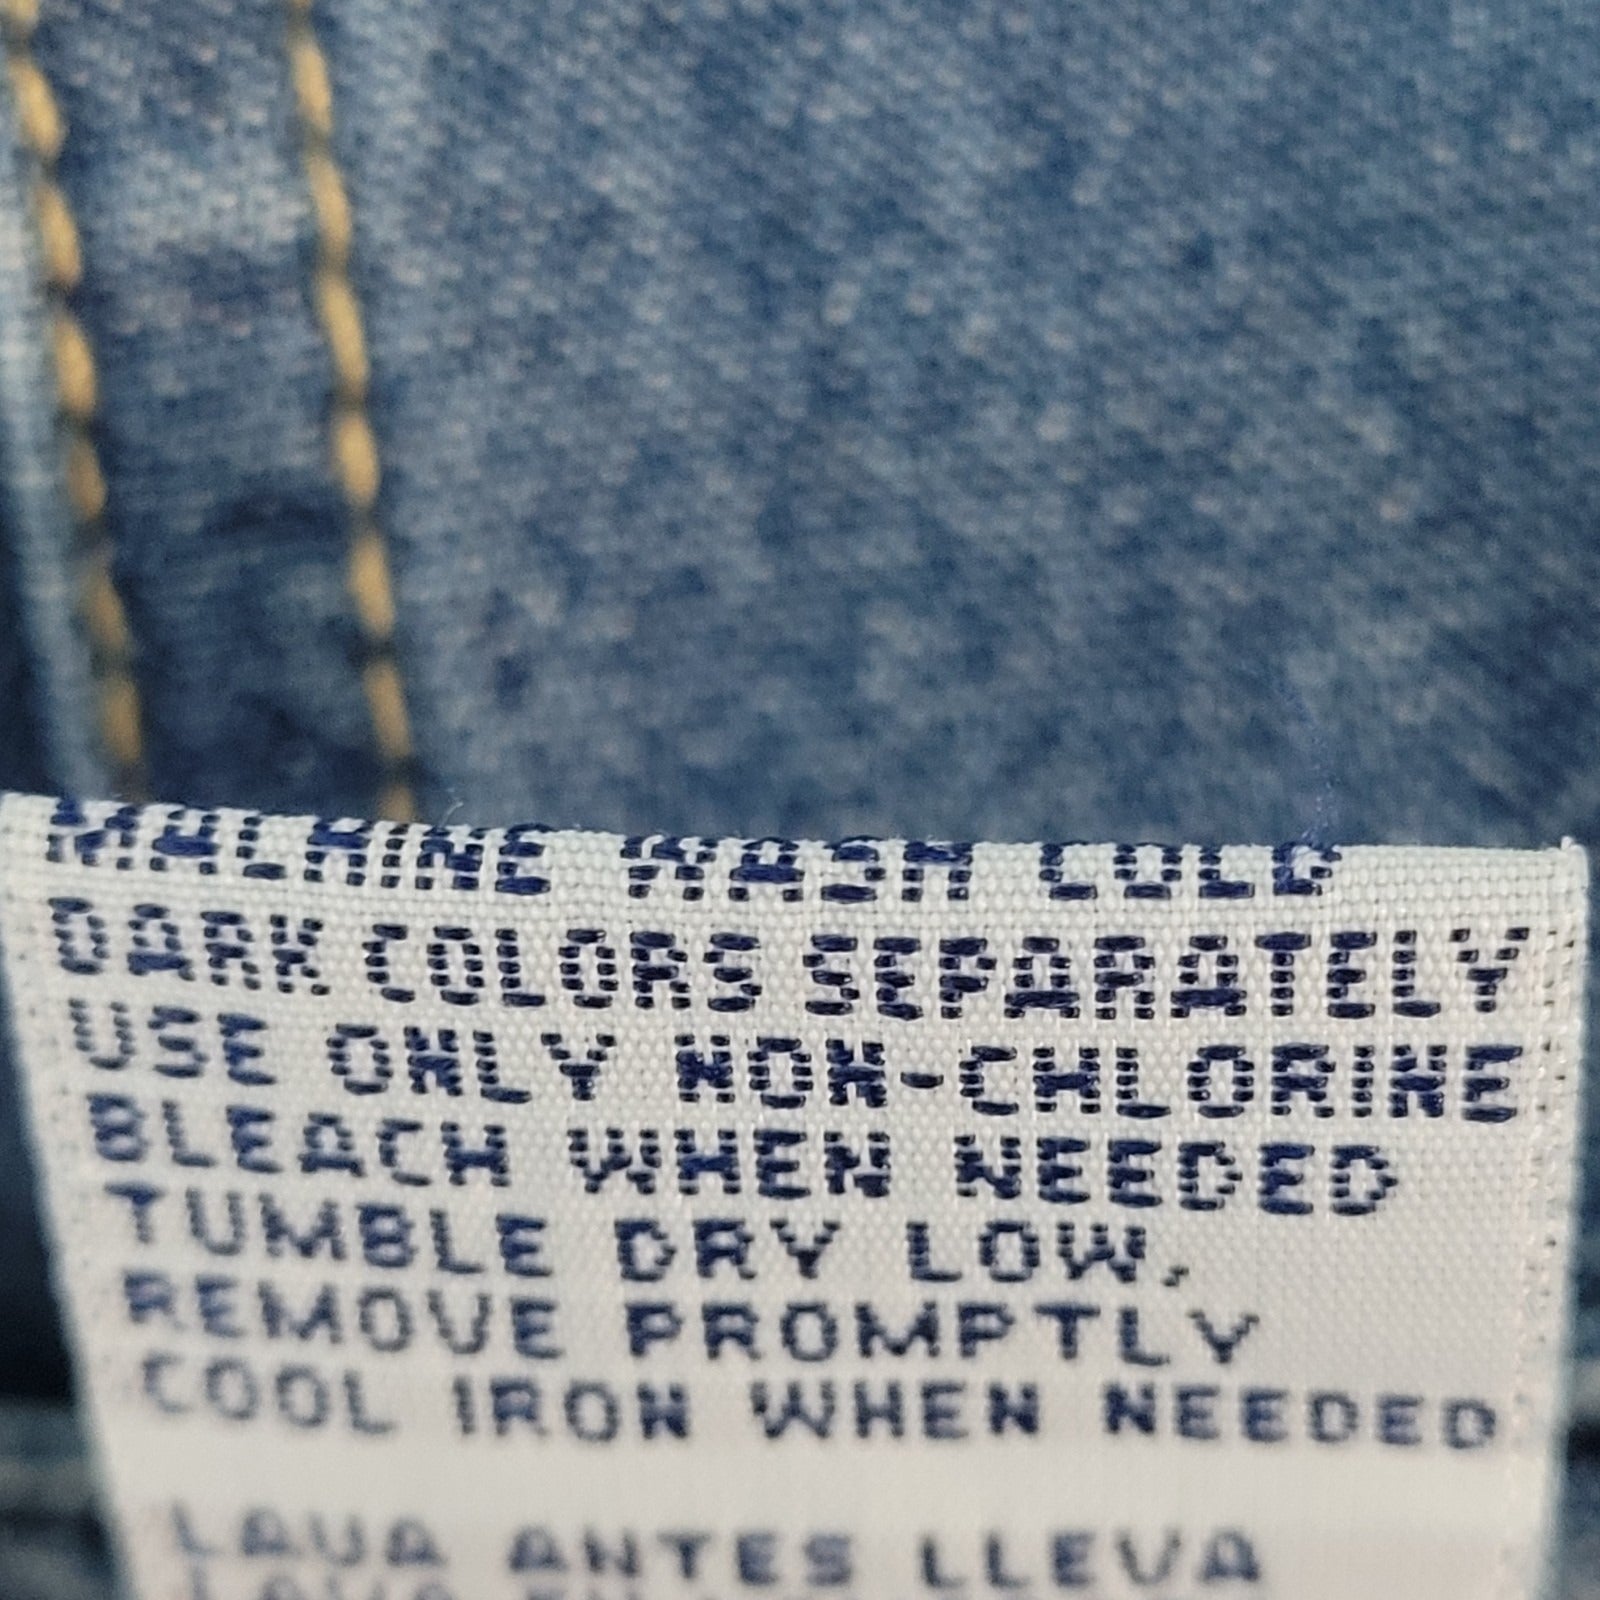 MACHINE WASH COLD
DARK COLORS SEPARATELY
USE ONLY NON-CHLORINE
BLEACH WHEN NEEDED
TUMBLE DRY LOW,
REMOVE PROMPTLY
COOL IRON WHEN NEEDED
LAVA ANTES LLEVA